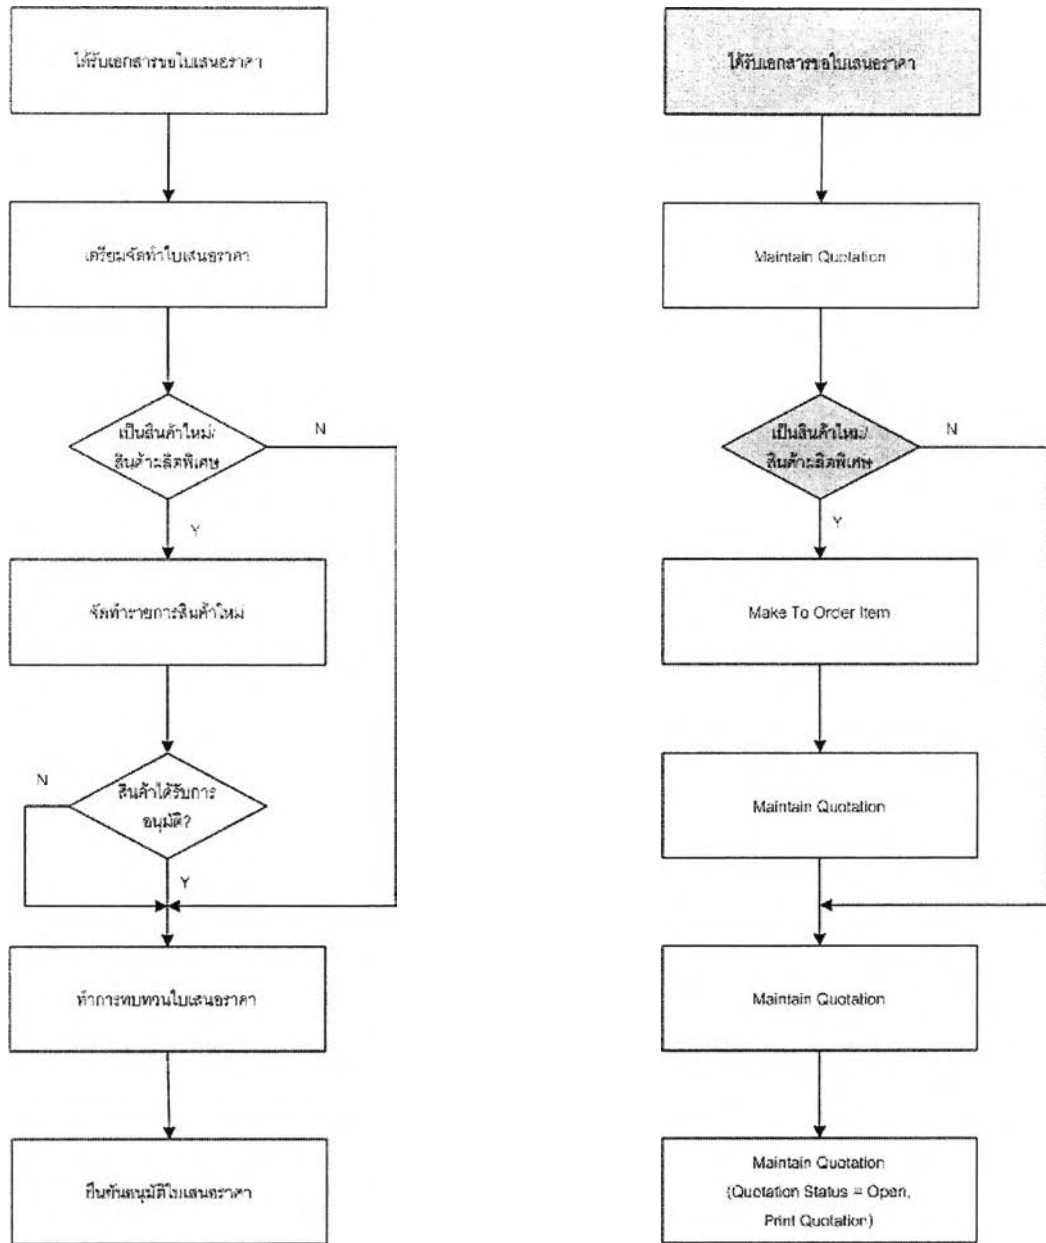 ได้รับเอกสารขอใบเสนอราคา
เตรียมจัดทำใบเสนอราคา
เป็นสินค้าใหม่/
สินค้าผลิตพิเศษ
N
Y
จัดทำรายการสินค้าใหม่
N
สินค้าได้รับการ
อนุมัติ?
Y
ทำการทบทวนใบเสนอราคา
ยืนยันอนุมัติใบเสนอราคา
ได้รับเอกสารขอใบเสนอราคา
Maintain Quotation
เป็นสินค้าใหม่/
สินค้าผลิตพิเศษ
N
Y
Make To Order Item
Maintain Quotation
Maintain Quotation
Maintain Quotation
(Quotation Status = Open,
Print Quotation)